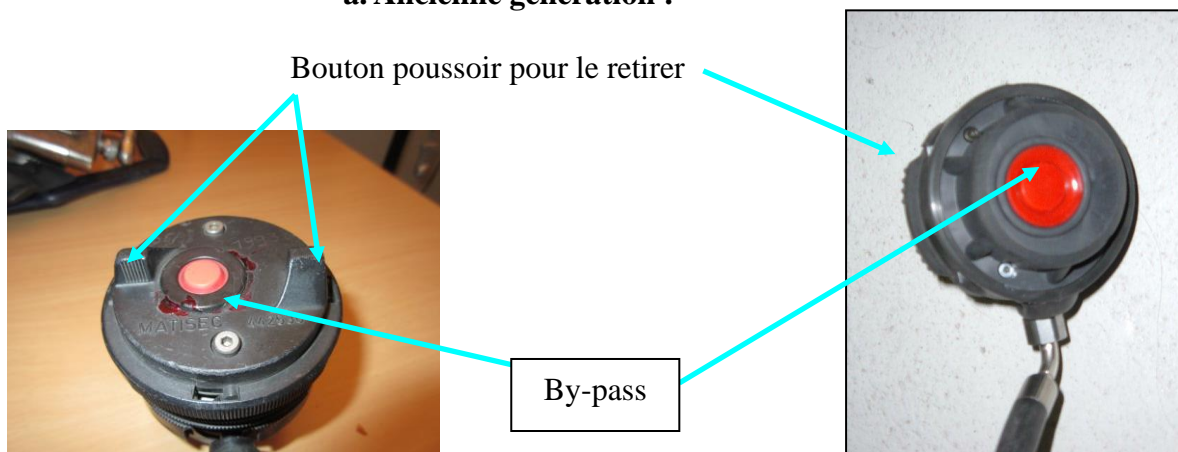 a. Ancienne génération :
Bouton poussoir pour le retirer
MATISEC
By-pass